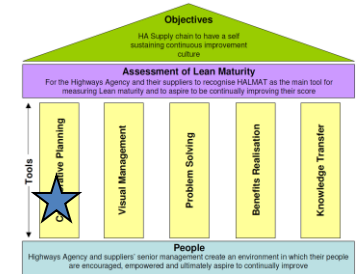 Objectives
HA Supply chain to have a self
sustaining continuous improvement
culture
Assessment of Lean Maturity
For the Highways Agency and their suppliers to recognise HALMAT as the main tool for
measuring Lean maturity and to aspire to be continually improving their score
Tools
Planning
Visual Management
Problem Solving
Benefits Realisation
Knowledge Transfer
People
Highways Agency and suppliers' senior management create an environment in which their people
are encouraged, empowered and ultimately aspire to continually improve